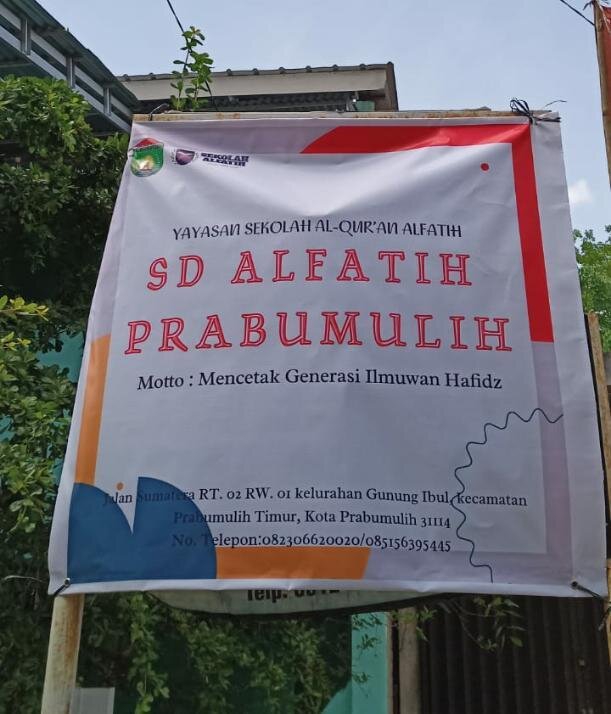 SEKOLAH
ALFATIH
YAYASAN SEKOLAH AL-QUR'AN ALFATIH
SD ALFATIH
PRABUMULIH
Motto : Mencetak Generasi Ilmuwan Hafidz
Jalan Sumatera RT. 02 RW. 01 kelurahan Gunung Ibul, kecamatan
Prabumulih Timur, Kota Prabumulih 31114
No. Telepon:082306620020/085156395445
Telp.